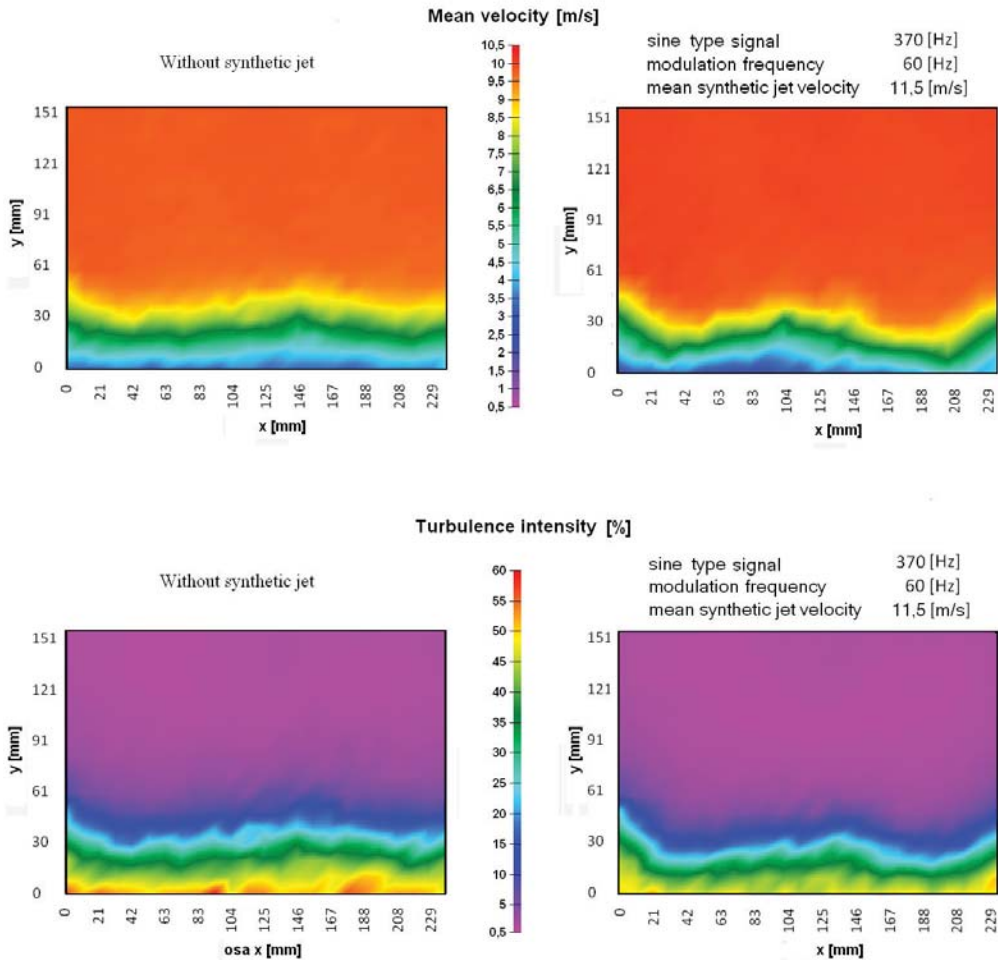 Mean velocity [m/s]
Without synthetic jet
sine type signal 370 [Hz]
modulation frequency 60 [Hz]
mean synthetic jet velocity 11,5 [m/s]
10,5
10
9,5
9
8,5
8
7,5
7
6,5
6
5,5
5
4,5
4
3,5
3
2,5
2
1,5
1
0,5
y [mm]
151
121
91
61
30
0
0 21 42 63 83 104 125 146 167 188 208 229
x [mm]
y [mm]
151
121
91
61
30
0
0 21 42 63 83 104 125 146 167 188 208 229
x [mm]
Turbulence intensity [%]
Without synthetic jet
sine type signal 370 [Hz]
modulation frequency 60 [Hz]
mean synthetic jet velocity 11,5 [m/s]
60
55
50
45
40
35
30
25
20
15
10
5
0,5
y [mm]
151
121
91
61
30
0
0 21 42 63 83 104 125 146 167 188 208 229
osa x [mm]
y [mm]
151
121
91
61
30
0
0 21 42 63 83 104 125 146 167 188 208 229
x [mm]